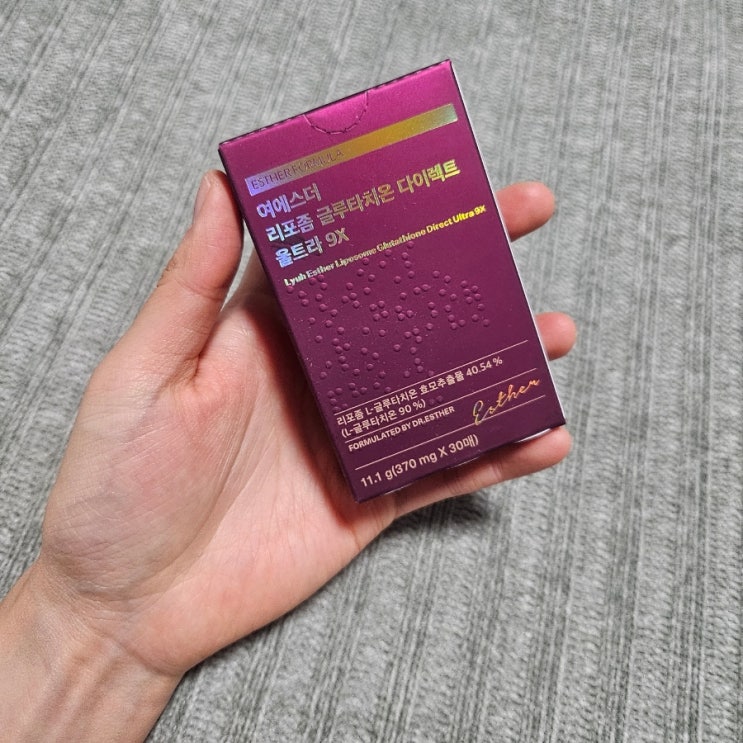 ESTHER FORMULA
여에스더
리포좀 글루타치온 다이렉트
울트라 9X
Lyuh Esther Liposome Glutathione Direct Ultra 9X
리포좀 L-글루타치온 효모추출물 40.54 %
(L-글루타치온 90 %)
FORMULATED BY DR.ESTHER
Esther
11.1 g(370 mg X 30매)